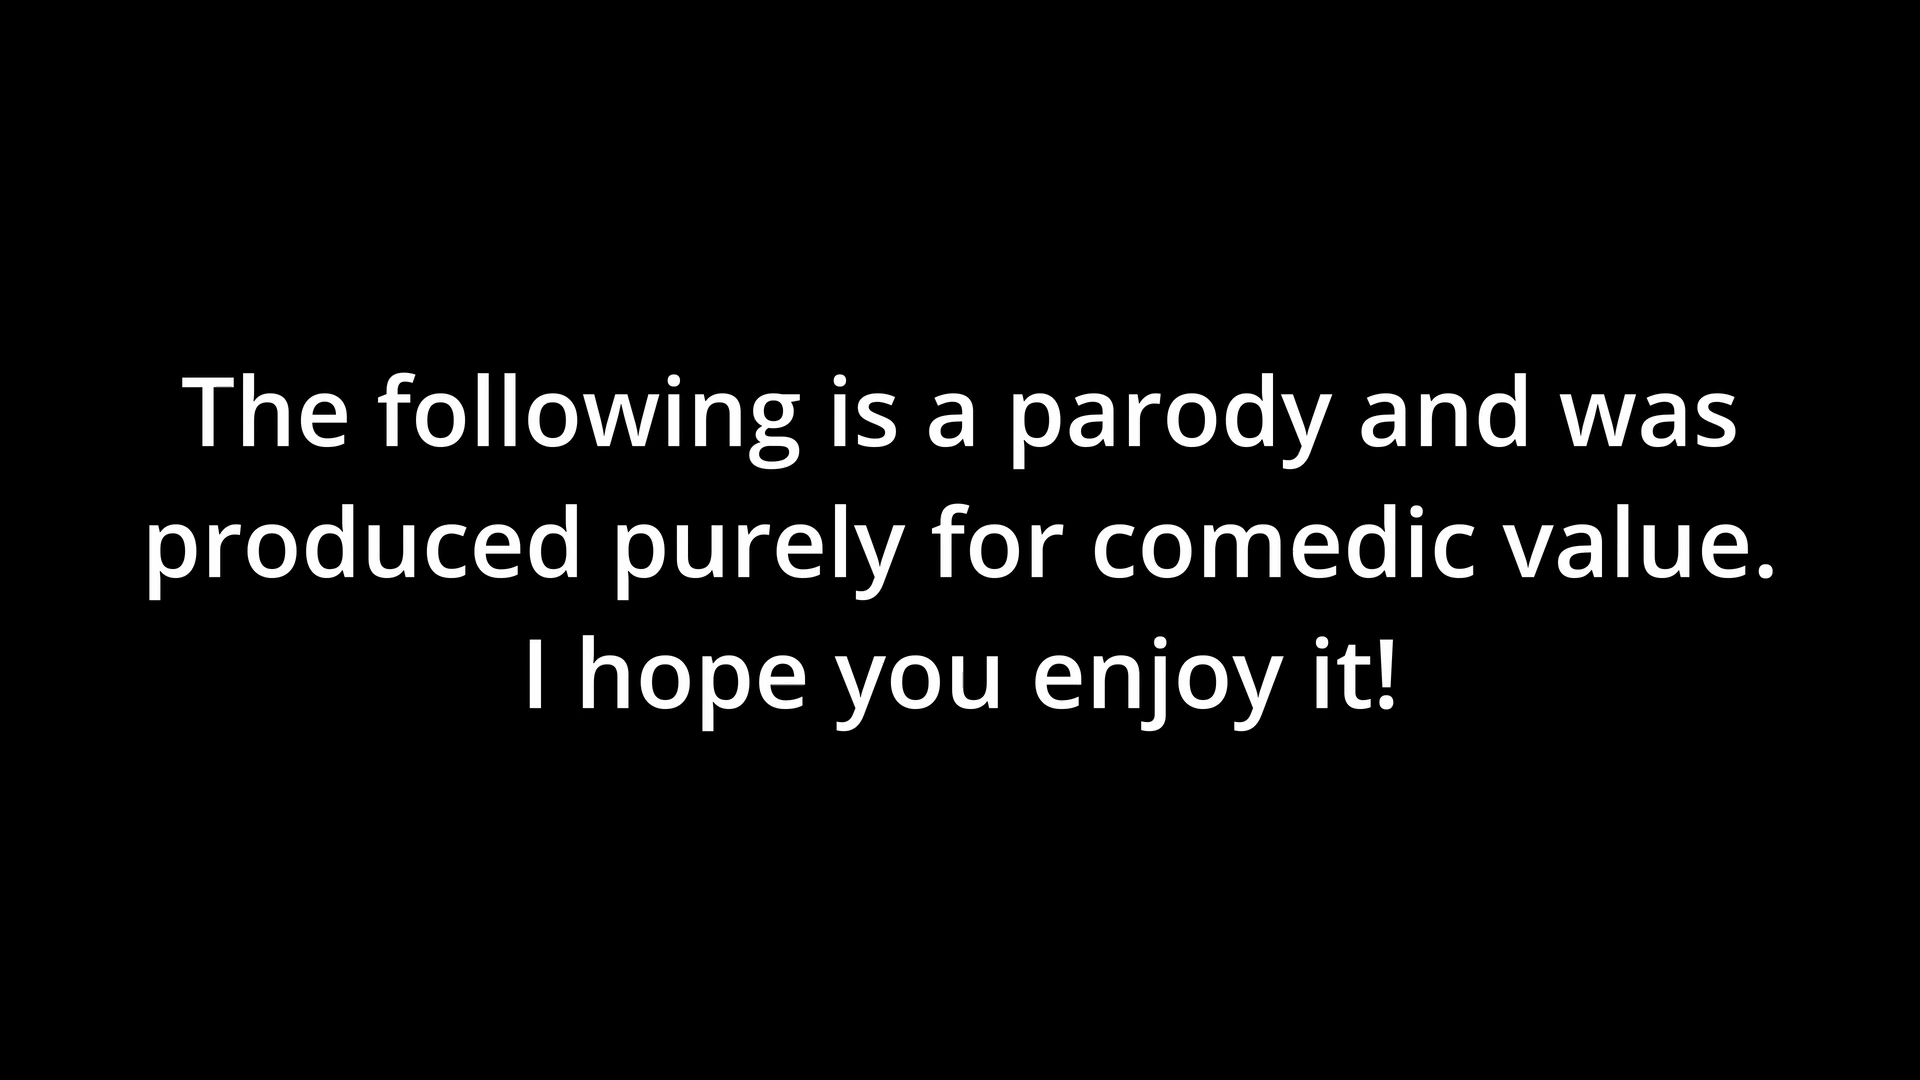 The following is a parody and was
produced purely for comedic value.
I hope you enjoy it!